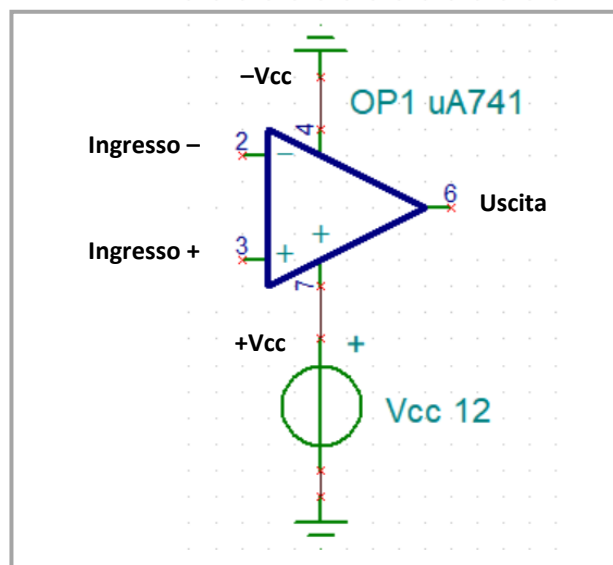 –Vcc
OP1 uA741
4
Ingresso –
2
–
6
Uscita
Ingresso +
3
+
+
7
+Vcc
+
Vcc 12